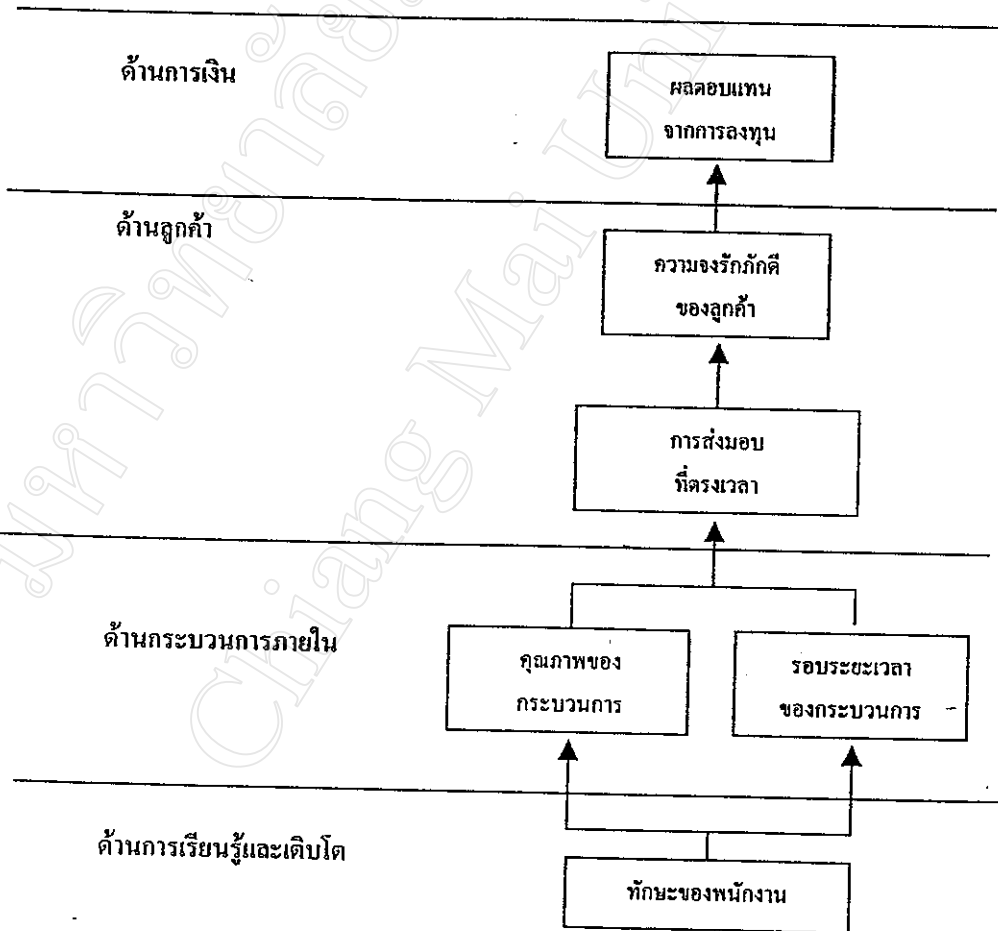 ด้านการเงิน
ผลตอบแทน
จากการลงทุน
ด้านลูกค้า
ความจงรักภักดี
ของลูกค้า
การส่งมอบ
ที่ตรงเวลา
ด้านกระบวนการภายใน
คุณภาพของ
กระบวนการ
รอบระยะเวลา
ของกระบวนการ
ด้านการเรียนรู้และเติบโต
ทักษะของพนักงาน
Chiang Mai Uni